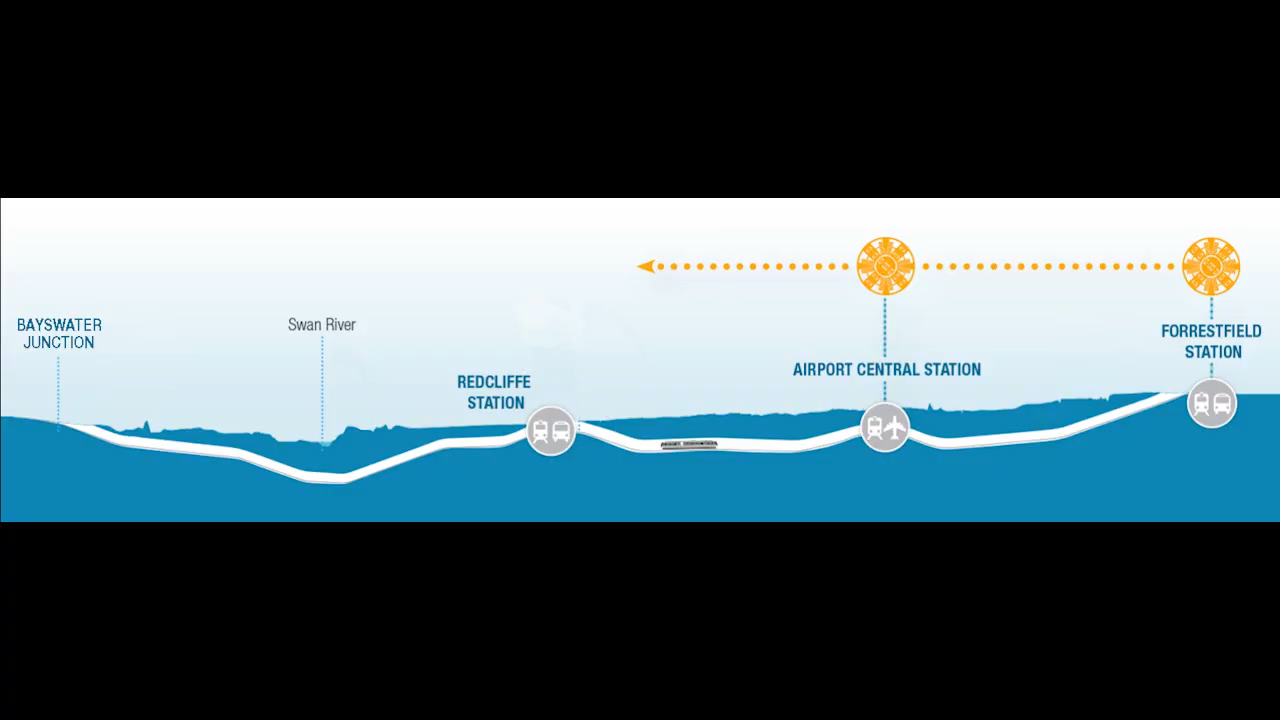 BAYSWATER
JUNCTION
Swan River
REDCLIFFE
STATION
AIRPORT CENTRAL STATION
FORRESTFIELD
STATION